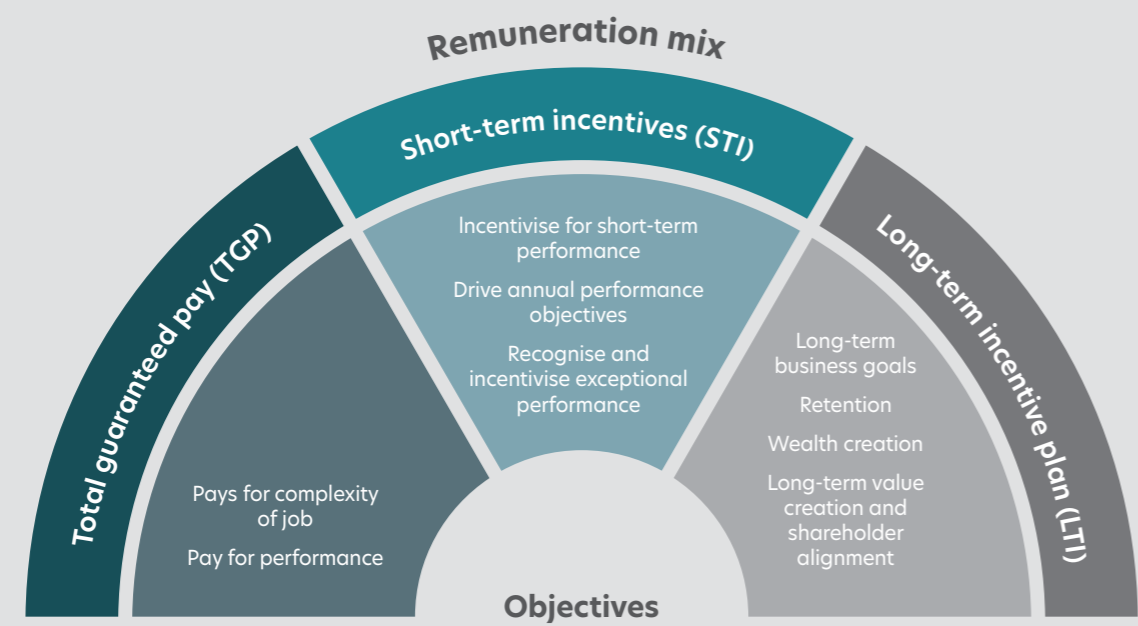 Remuneration mix
Total guaranteed pay (TGP)
Pays for complexity
of job
Pay for performance
Short-term incentives (STI)
Incentivise for short-term
performance
Drive annual performance
objectives
Recognise and
incentivise exceptional
performance
Long-term incentive plan (LTI)
Long-term
business goals
Retention
Wealth creation
Long-term value
creation and
shareholder
alignment
Objectives